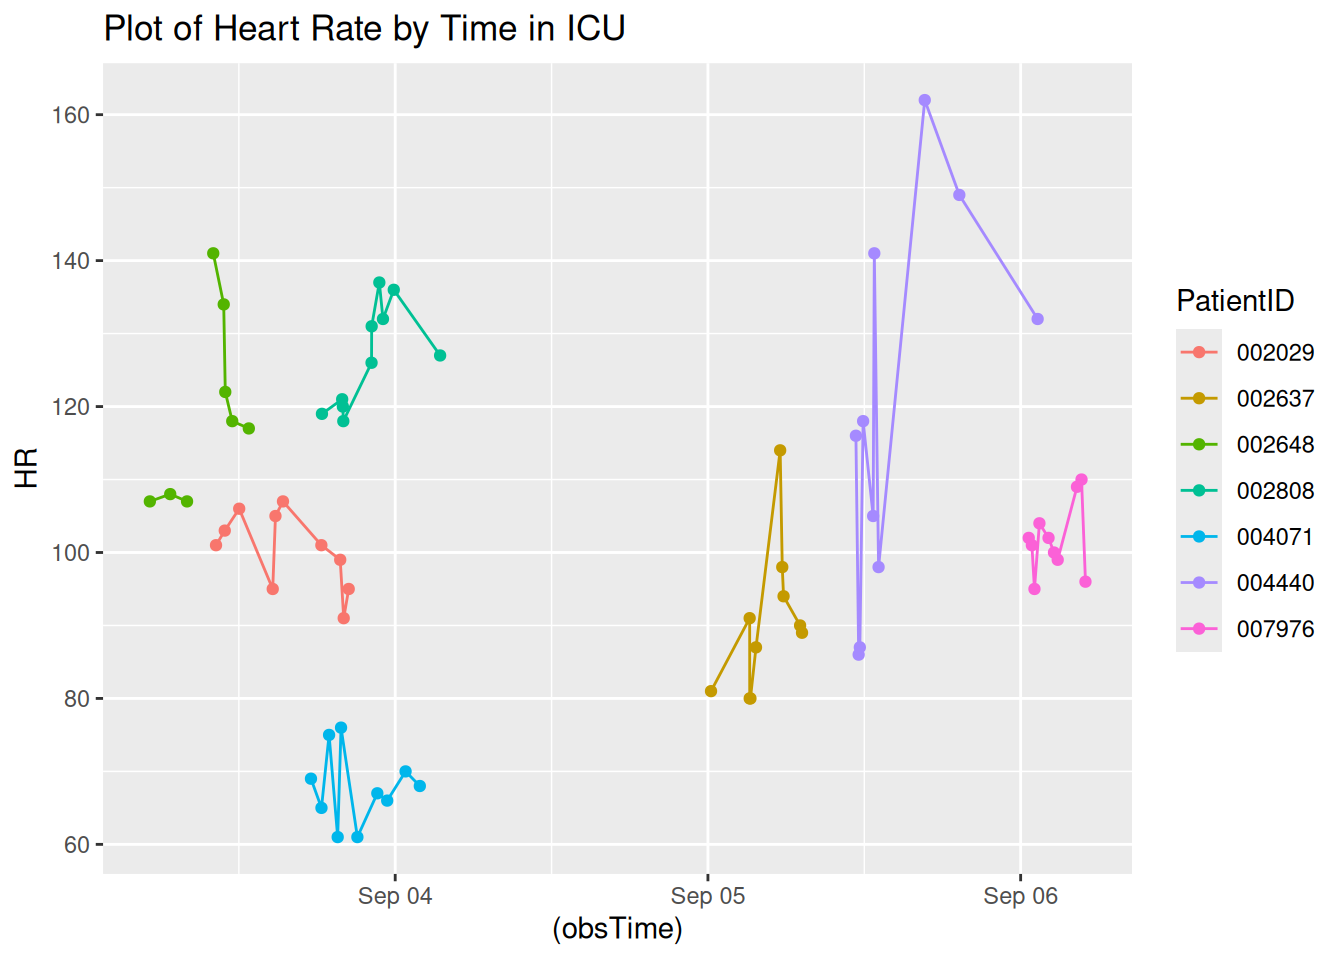 Plot of Heart Rate by Time in ICU
160
140
120
100
80
60
HR
Sep 04
Sep 05
Sep 06
(obsTime)
PatientID
002029
002637
002648
002808
004071
004440
007976